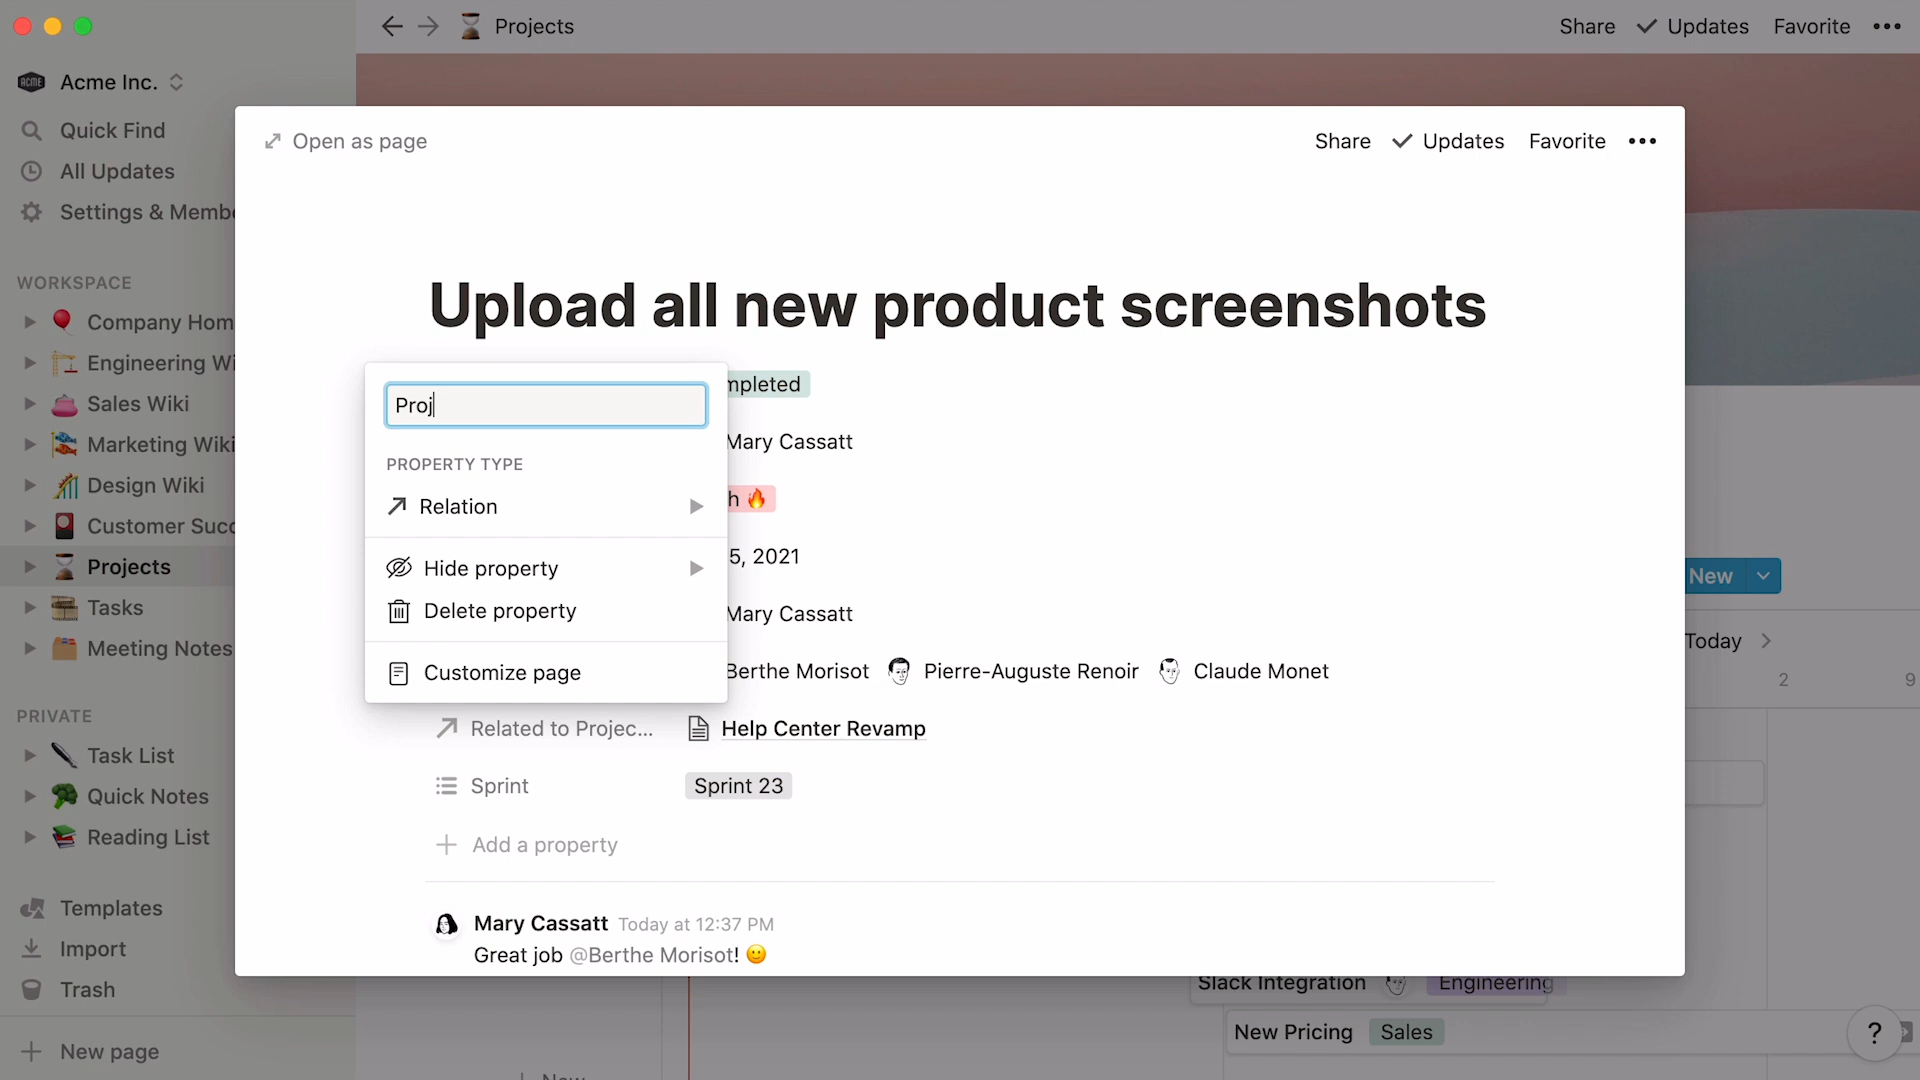 Projects
Share
Updates
Favorite
ACME
Acme Inc.
Quick Find
All Updates
Settings & Membe
WORKSPACE
Company Hom
Engineering Wi
Sales Wiki
Marketing Wiki
Design Wiki
Customer Succ
Projects
Tasks
Meeting Notes
PRIVATE
Task List
Quick Notes
Reading List
Templates
Import
Trash
New page
Open as page
Share
Updates
Favorite
Upload all new product screenshots
Proj
PROPERTY TYPE
Relation
Hide property
Delete property
Customize page
mpleted
Mary Cassatt
h
5, 2021
Mary Cassatt
Berthe Morisot Pierre-Auguste Renoir Claude Monet
Related to Projec... Help Center Revamp
Sprint Sprint 23
Add a property
Mary Cassatt Today at 12:37 PM
Great job @Berthe Morisot!
New
Today
2 9
Slack Integration Engineering
New Pricing Sales
New
?